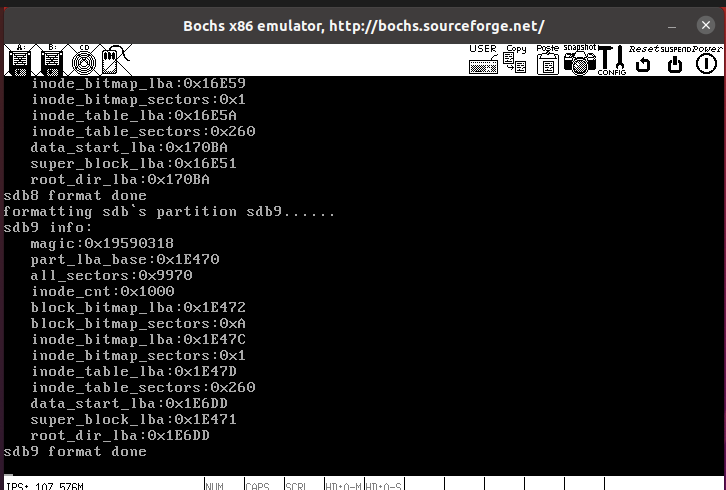 Bochs x86 emulator, http://bochs.sourceforge.net/
A: B: CD USER Copy Paste snapshot CONFIG Reset SUSPEND Power
inode_bitmap_lba:0x16E59
inode_bitmap_sectors:0x1
inode_table_lba:0x16E5A
inode_table_sectors:0x260
data_start_lba:0x170BA
super_block_lba:0x16E51
root_dir_lba:0x170BA
sdb8 format done
formatting sdb`s partition sdb9......
sdb9 info:
magic:0x19590318
part_lba_base:0x1E470
all_sectors:0x9970
inode_cnt:0x1000
block_bitmap_lba:0x1E472
block_bitmap_sectors:0xA
inode_bitmap_lba:0x1E47C
inode_bitmap_sectors:0x1
inode_table_lba:0x1E47D
inode_table_sectors:0x260
data_start_lba:0x1E6DD
super_block_lba:0x1E471
root_dir_lba:0x1E6DD
sdb9 format done
IPS: 107.576M NUM CAPS SCRL HD:0-M HD:0-S